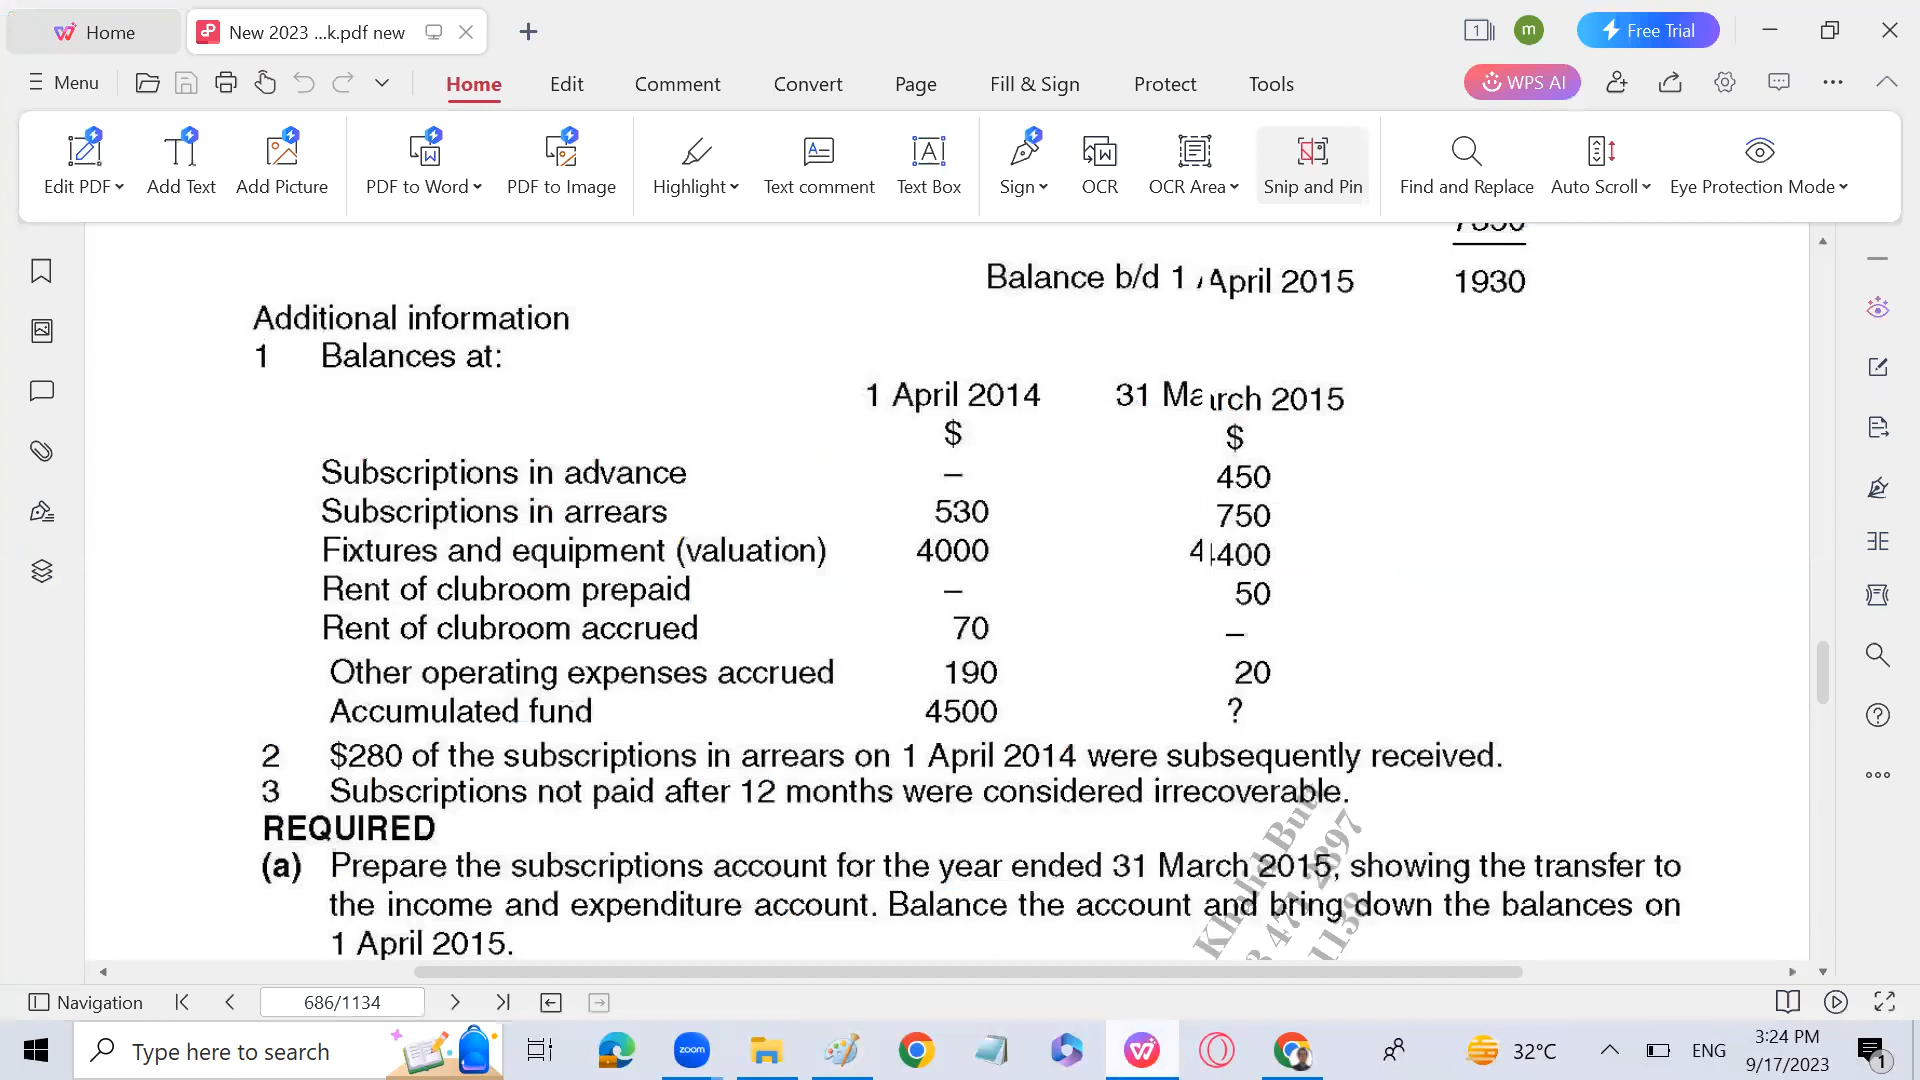 Home
New 2023 ...k.pdf new
1
m
Free Trial
Menu
Home
Edit
Comment
Convert
Page
Fill & Sign
Protect
Tools
WPS AI
Edit PDF
Add Text
Add Picture
PDF to Word
PDF to Image
Highlight
Text comment
Text Box
Sign
OCR
OCR Area
Snip and Pin
Find and Replace
Auto Scroll
Eye Protection Mode
Balance b/d 1 April 2015 1930
Additional information
1 Balances at:
1 April 2014 31 March 2015
$ $
Subscriptions in advance – 450
Subscriptions in arrears 530 750
Fixtures and equipment (valuation) 4000 4400
Rent of clubroom prepaid – 50
Rent of clubroom accrued 70 –
Other operating expenses accrued 190 20
Accumulated fund 4500 ?
2 $280 of the subscriptions in arrears on 1 April 2014 were subsequently received.
3 Subscriptions not paid after 12 months were considered irrecoverable.
REQUIRED
(a) Prepare the subscriptions account for the year ended 31 March 2015, showing the transfer to
the income and expenditure account. Balance the account and bring down the balances on
1 April 2015.
Navigation
686/1134
Type here to search
zoom
32°C
ENG
3:24 PM
9/17/2023
1